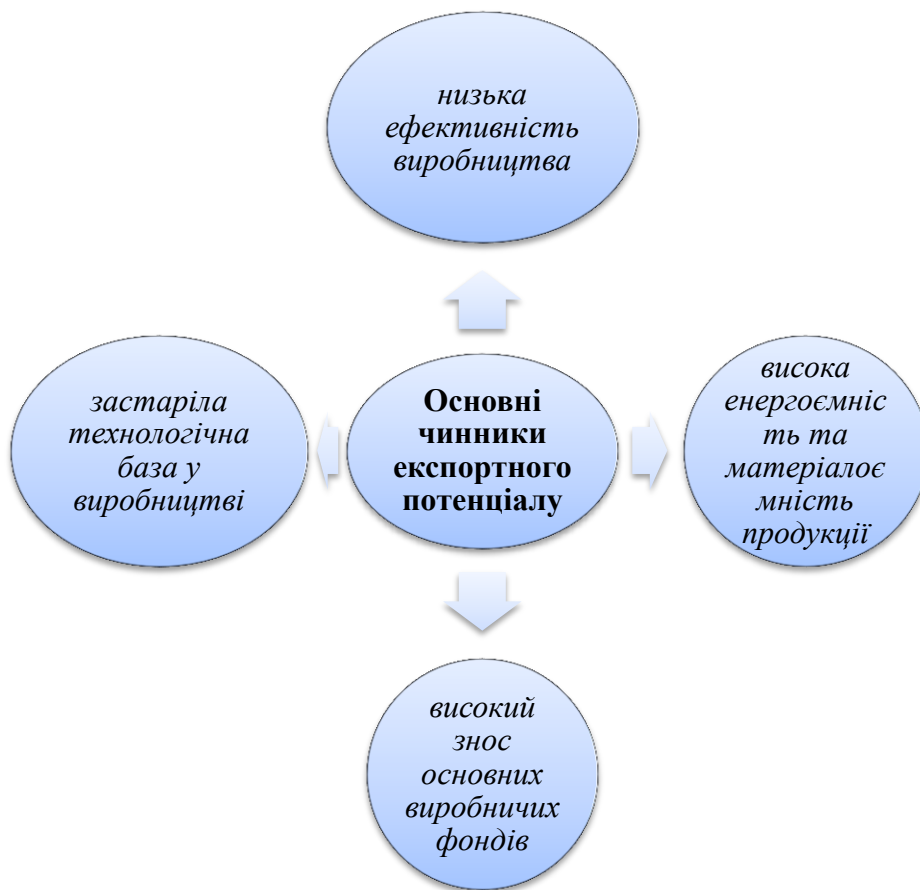 низька
ефективність
виробництва
застаріла
технологічна
база у
виробництві
Основні
чинники
експортного
потенціалу
висока
енергоємніс
ть та
матеріалоє
мність
продукції
високий
знос
основних
виробничих
фондів